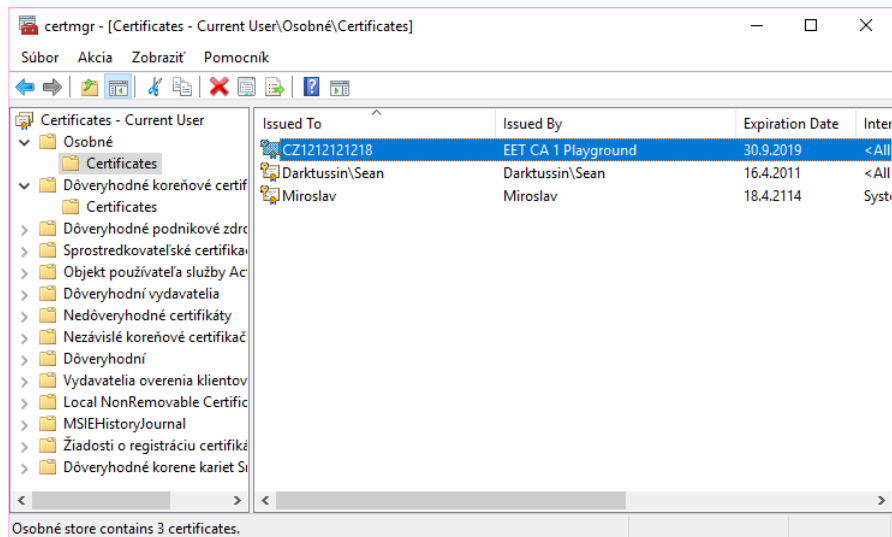 certmgr - [Certificates - Current User\Osobné\Certificates]
Súbor Akcia Zobraziť Pomocník
Certificates - Current User
Osobné
Certificates
Dôveryhodné koreňové certif
Certificates
Dôveryhodné podnikové zdro
Sprostredkovateľské certifika
Objekt používateľa služby Act
Dôveryhodní vydavatelia
Nedôveryhodné certifikáty
Nezávislé koreňové certifikač
Dôveryhodní
Vydavatelia overenia klientov
Local NonRemovable Certific
MSIEHistoryJournal
Žiadosti o registráciu certifiká
Dôveryhodné korene kariet Sr
Issued To Issued By Expiration Date Inter
CZ1212121218 EET CA 1 Playground 30.9.2019 <All
Darktussin\Sean Darktussin\Sean 16.4.2011 <All
Miroslav Miroslav 18.4.2114 Syste
Osobné store contains 3 certificates.